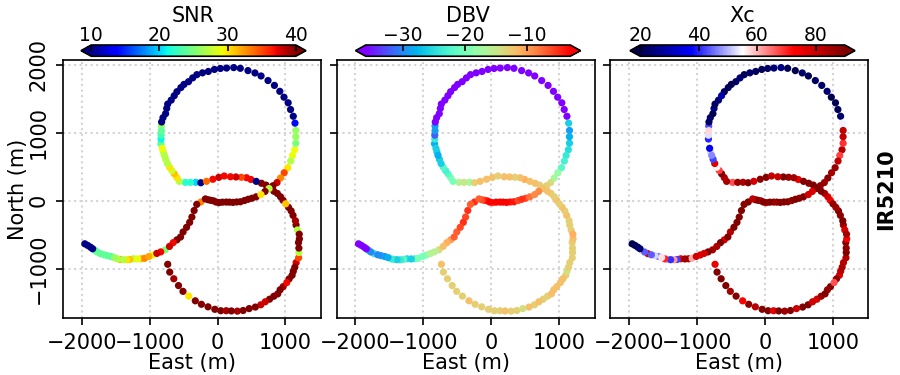 SNR
10 20 30 40
DBV
−30 −20 −10
Xc
20 40 60 80
North (m)
2000
1000
0
−1000
−2000 −1000 0 1000
East (m)
−2000 −1000 0 1000
East (m)
−2000 −1000 0 1000
East (m)
IR5210